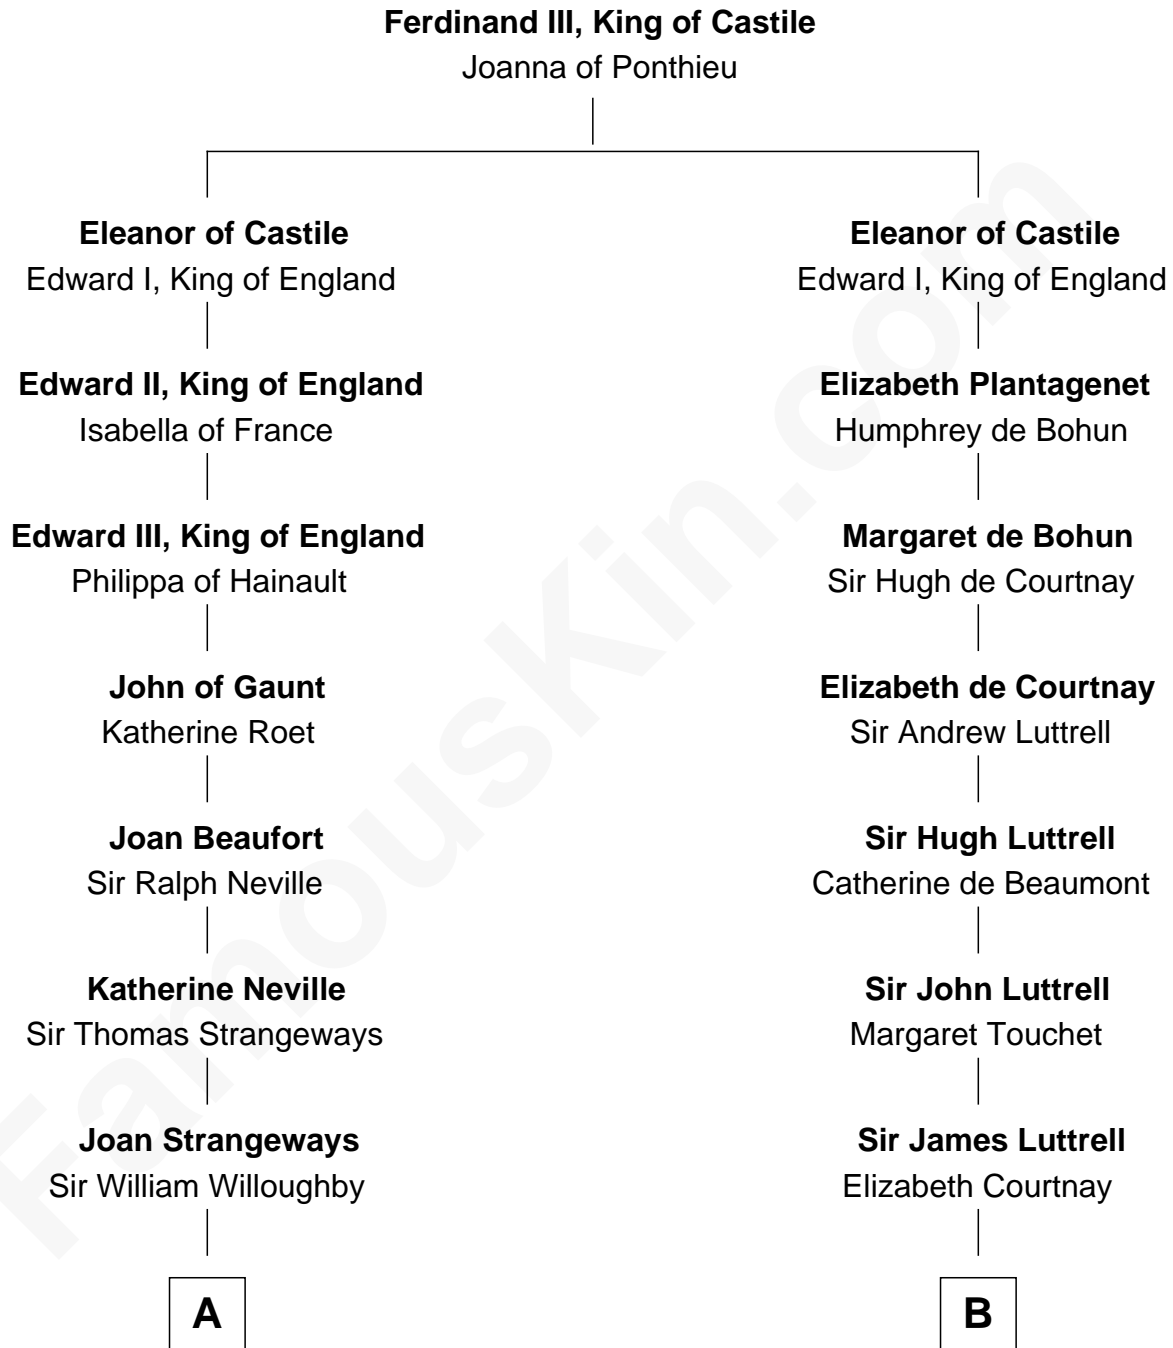 Ferdinand III, King of Castile
Joanna of Ponthieu
Eleanor of Castile
Edward I, King of England
Eleanor of Castile
Edward I, King of England
Edward II, King of England
Isabella of France
Elizabeth Plantagenet
Humphrey de Bohun
Edward III, King of England
Philippa of Hainault
Margaret de Bohun
Sir Hugh de Courtnay
John of Gaunt
Katherine Roet
Elizabeth de Courtnay
Sir Andrew Luttrell
Joan Beaufort
Sir Ralph Neville
Sir Hugh Luttrell
Catherine de Beaumont
Katherine Neville
Sir Thomas Strangeways
Sir John Luttrell
Margaret Touchet
Joan Strangeways
Sir William Willoughby
Sir James Luttrell
Elizabeth Courtnay
A
B
FamousKin.com